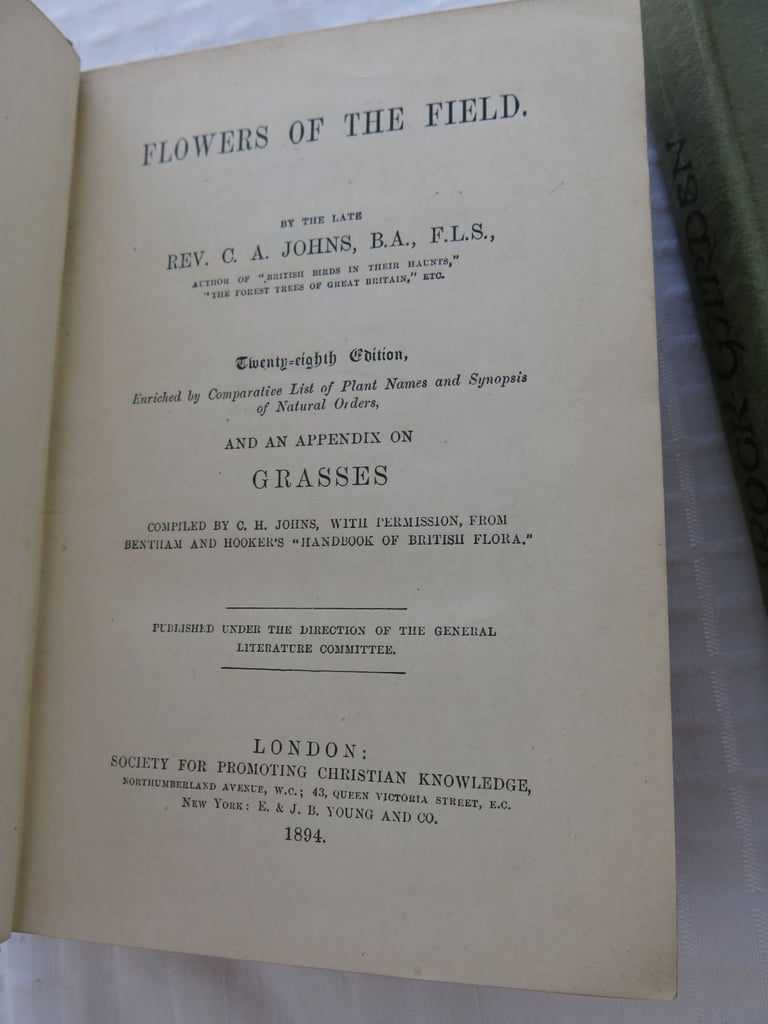 FLOWERS OF THE FIELD.
BY THE LATE
REV. C. A. JOHNS, B.A., F.L.S.,
AUTHOR OF "BRITISH BIRDS IN THEIR HAUNTS,"
"THE FOREST TREES OF GREAT BRITAIN," ETC.
Twenty-eighth Edition,
Enriched by Comparative List of Plant Names and Synopsis
of Natural Orders,
AND AN APPENDIX ON
GRASSES
COMPILED BY C. H. JOHNS, WITH PERMISSION, FROM
BENTHAM AND HOOKER'S "HANDBOOK OF BRITISH FLORA."
PUBLISHED UNDER THE DIRECTION OF THE GENERAL
LITERATURE COMMITTEE.
LONDON:
SOCIETY FOR PROMOTING CHRISTIAN KNOWLEDGE,
NORTHUMBERLAND AVENUE, W.C.; 43, QUEEN VICTORIA STREET, E.C.
NEW YORK: E. & J. B. YOUNG AND CO.
1894.